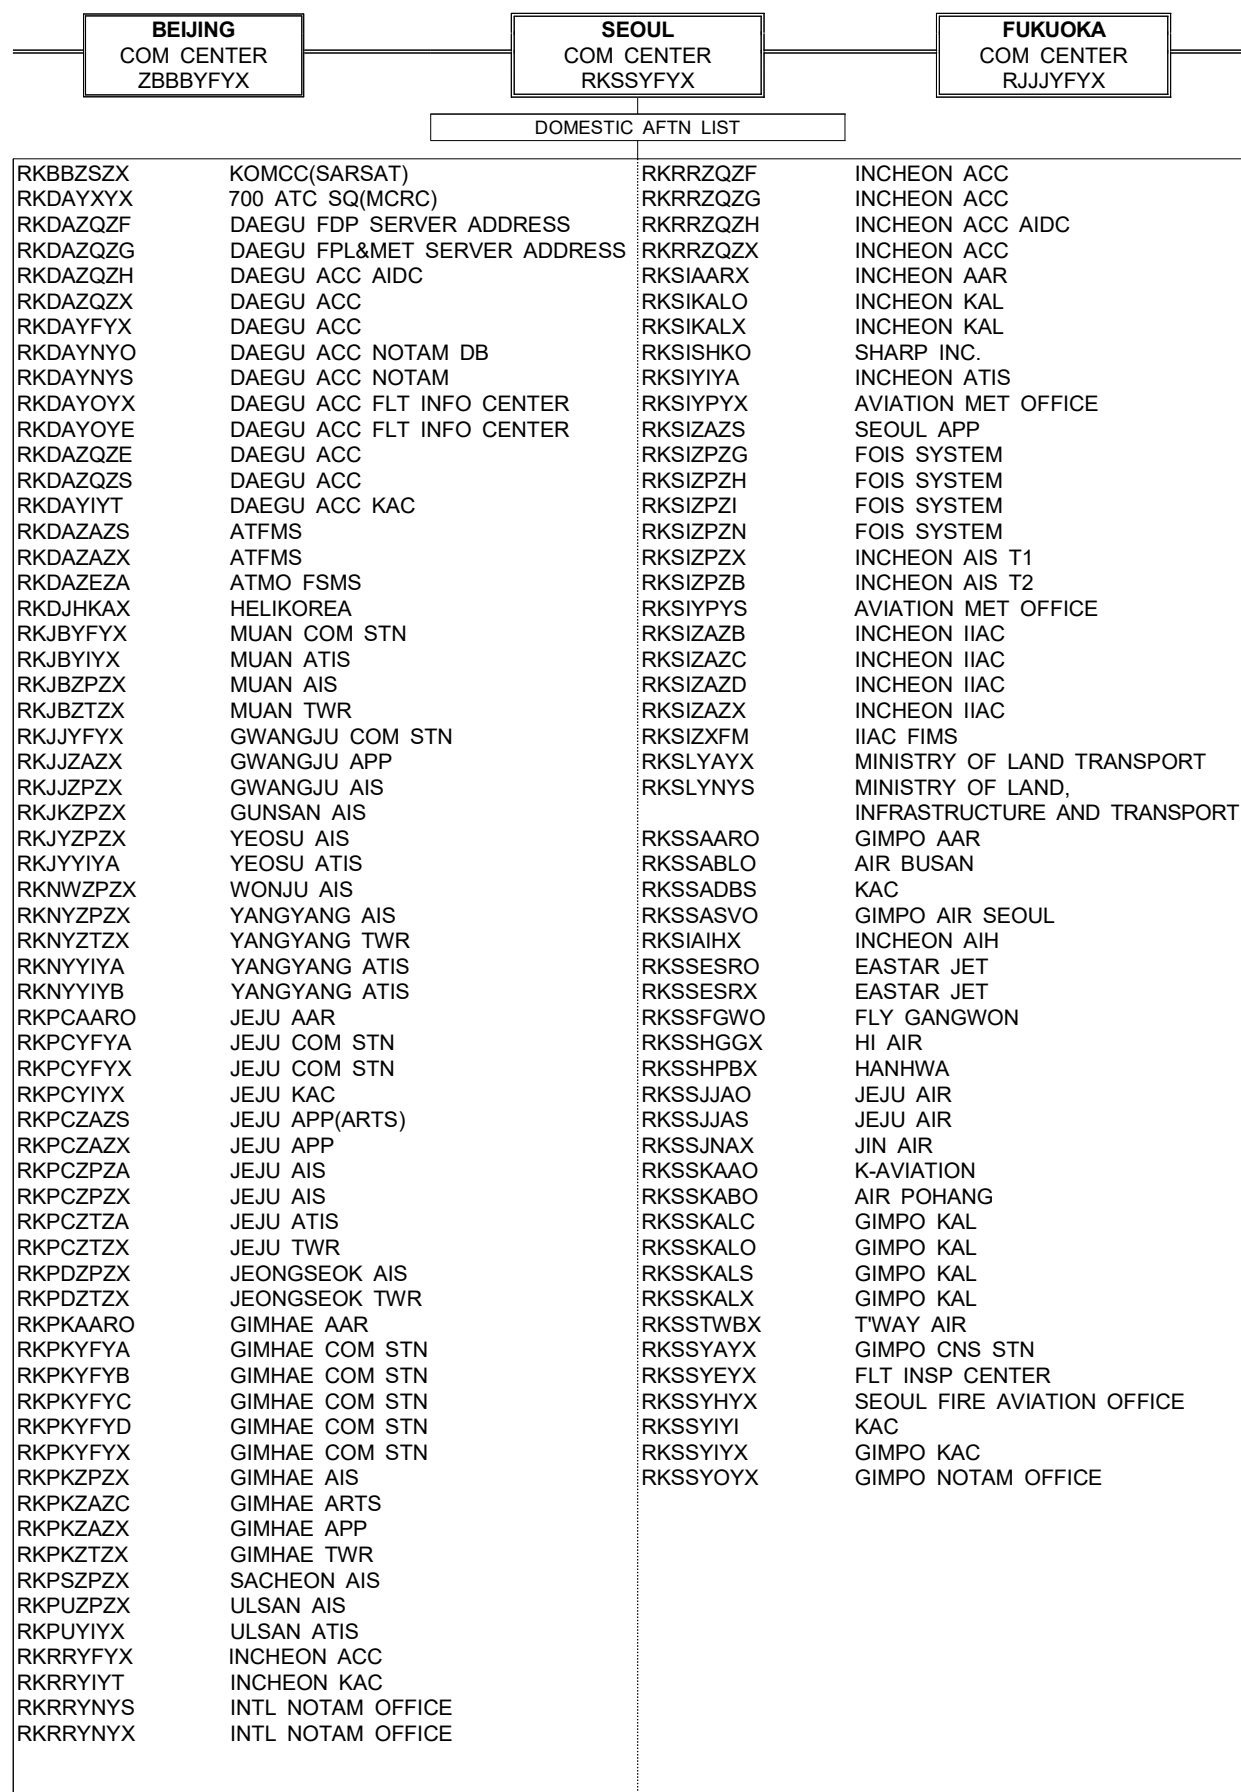 BEIJING
COM CENTER
ZBBBYFYX
SEOUL
COM CENTER
RKSSYFYX
FUKUOKA
COM CENTER
RJJJYFYX
DOMESTIC AFTN LIST
RKBBZSZX KOMCC(SARSAT)
RKDAYXYX 700 ATC SQ(MCRC)
RKDAZQZF DAEGU FDP SERVER ADDRESS
RKDAZQZG DAEGU FPL&MET SERVER ADDRESS
RKDAZQZH DAEGU ACC AIDC
RKDAZQZX DAEGU ACC
RKDAYFYX DAEGU ACC
RKDAYNYO DAEGU ACC NOTAM DB
RKDAYNYS DAEGU ACC NOTAM
RKDAYOYX DAEGU ACC FLT INFO CENTER
RKDAYOYE DAEGU ACC FLT INFO CENTER
RKDAZQZE DAEGU ACC
RKDAZQZS DAEGU ACC
RKDAYIYT DAEGU ACC KAC
RKDAZAZS ATFMS
RKDAZAZX ATFMS
RKDAZEZA ATMO FSMS
RKDJHKAX HELIKOREA
RKJBYFYX MUAN COM STN
RKJBYIYX MUAN ATIS
RKJBZPZX MUAN AIS
RKJBZTZX MUAN TWR
RKJJYFYX GWANGJU COM STN
RKJJZAZX GWANGJU APP
RKJJZPZX GWANGJU AIS
RKJKZPZX GUNSAN AIS
RKJYZPZX YEOSU AIS
RKJYYIYA YEOSU ATIS
RKNWZPZX WONJU AIS
RKNYZPZX YANGYANG AIS
RKNYZTZX YANGYANG TWR
RKNYYIYA YANGYANG ATIS
RKNYYIYB YANGYANG ATIS
RKPCAARO JEJU AAR
RKPCYFYA JEJU COM STN
RKPCYFYX JEJU COM STN
RKPCYIYX JEJU KAC
RKPCZAZS JEJU APP(ARTS)
RKPCZAZX JEJU APP
RKPCZPZA JEJU AIS
RKPCZPZX JEJU AIS
RKPCZTZA JEJU ATIS
RKPCZTZX JEJU TWR
RKPDZPZX JEONGSEOK AIS
RKPDZTZX JEONGSEOK TWR
RKPKAARO GIMHAE AAR
RKPKYFYA GIMHAE COM STN
RKPKYFYB GIMHAE COM STN
RKPKYFYC GIMHAE COM STN
RKPKYFYD GIMHAE COM STN
RKPKYFYX GIMHAE COM STN
RKPKZPZX GIMHAE AIS
RKPKZAZC GIMHAE ARTS
RKPKZAZX GIMHAE APP
RKPKZTZX GIMHAE TWR
RKPSZPZX SACHEON AIS
RKPUZPZX ULSAN AIS
RKPUYIYX ULSAN ATIS
RKRRYFYX INCHEON ACC
RKRRYIYT INCHEON KAC
RKRRYNYS INTL NOTAM OFFICE
RKRRYNYX INTL NOTAM OFFICE
RKRRZQZF INCHEON ACC
RKRRZQZG INCHEON ACC
RKRRZQZH INCHEON ACC AIDC
RKRRZQZX INCHEON ACC
RKSIAARX INCHEON AAR
RKSIKALO INCHEON KAL
RKSIKALX INCHEON KAL
RKSISHKO SHARP INC.
RKSIYIYA INCHEON ATIS
RKSIYPYX AVIATION MET OFFICE
RKSIZAZS SEOUL APP
RKSIZPZG FOIS SYSTEM
RKSIZPZH FOIS SYSTEM
RKSIZPZI FOIS SYSTEM
RKSIZPZN FOIS SYSTEM
RKSIZPZX INCHEON AIS T1
RKSIZPZB INCHEON AIS T2
RKSIYPYS AVIATION MET OFFICE
RKSIZAZB INCHEON IIAC
RKSIZAZC INCHEON IIAC
RKSIZAZD INCHEON IIAC
RKSIZAZX INCHEON IIAC
RKSIZXFM IIAC FIMS
RKSLYAYX MINISTRY OF LAND TRANSPORT
RKSLYNYS MINISTRY OF LAND,
INFRASTRUCTURE AND TRANSPORT
RKSSAARO GIMPO AAR
RKSSABLO AIR BUSAN
RKSSADBS KAC
RKSSASVO GIMPO AIR SEOUL
RKSIAIHX INCHEON AIH
RKSSESRO EASTAR JET
RKSSESRX EASTAR JET
RKSSFGWO FLY GANGWON
RKSSHGGX HI AIR
RKSSHPBX HANHWA
RKSSJJAO JEJU AIR
RKSSJJAS JEJU AIR
RKSSJNAX JIN AIR
RKSSKAAO K-AVIATION
RKSSKABO AIR POHANG
RKSSKALC GIMPO KAL
RKSSKALO GIMPO KAL
RKSSKALS GIMPO KAL
RKSSKALX GIMPO KAL
RKSSTWBX T'WAY AIR
RKSSYAYX GIMPO CNS STN
RKSSYEYX FLT INSP CENTER
RKSSYHYX SEOUL FIRE AVIATION OFFICE
RKSSYIYI KAC
RKSSYIYX GIMPO KAC
RKSSYOYX GIMPO NOTAM OFFICE